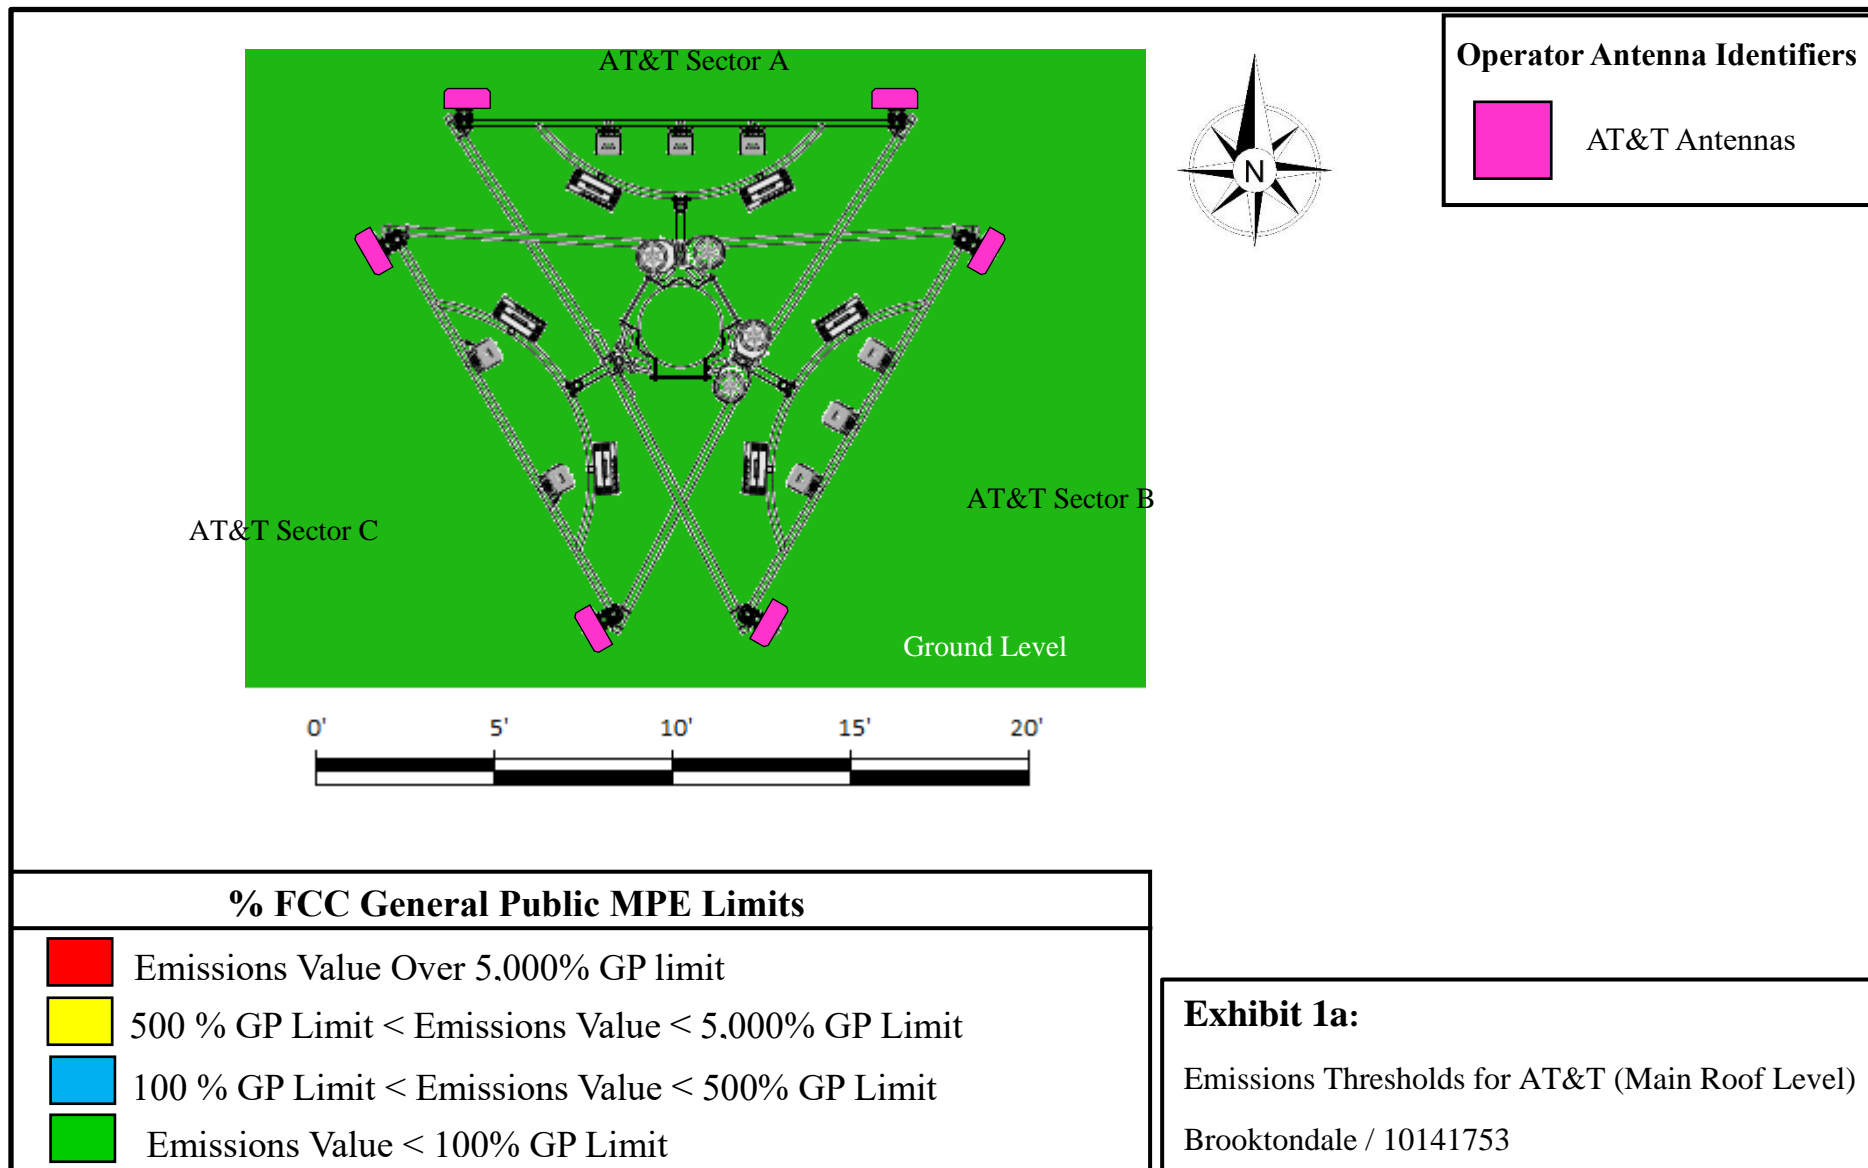 AT&T Sector A
Operator Antenna Identifiers
AT&T Antennas
N
AT&T Sector B
AT&T Sector C
Ground Level
0' 5' 10' 15' 20'
% FCC General Public MPE Limits
Emissions Value Over 5,000% GP limit
500 % GP Limit < Emissions Value < 5,000% GP Limit
100 % GP Limit < Emissions Value < 500% GP Limit
Emissions Value < 100% GP Limit
Exhibit 1a:
Emissions Thresholds for AT&T (Main Roof Level)
Brooktondale / 10141753